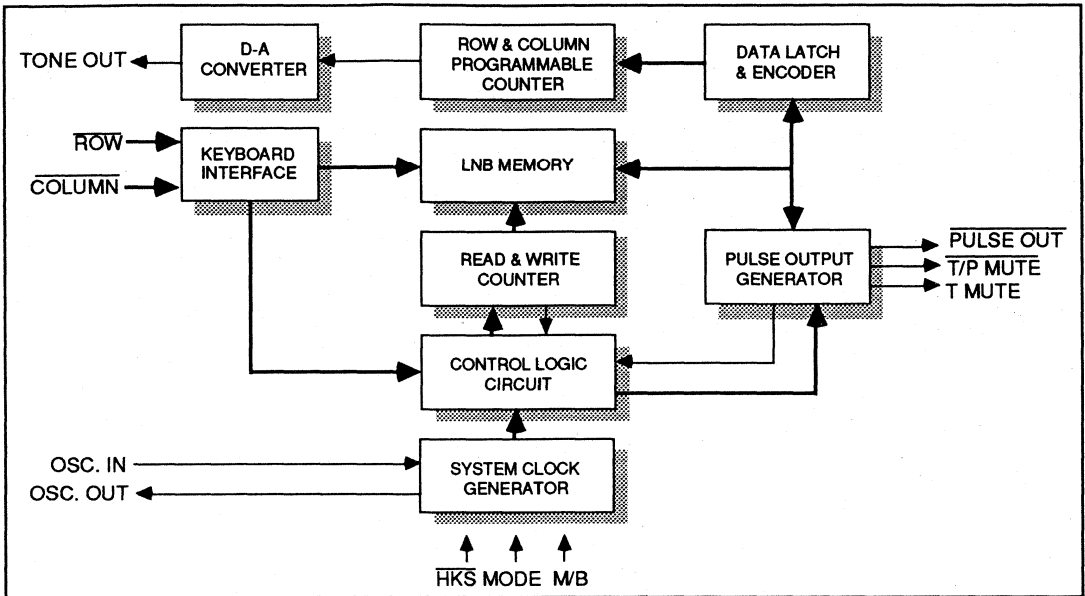 TONE OUT
D-A
CONVERTER
ROW & COLUMN
PROGRAMMABLE
COUNTER
DATA LATCH
& ENCODER
ROW
COLUMN
KEYBOARD
INTERFACE
LNB MEMORY
READ & WRITE
COUNTER
PULSE OUTPUT
GENERATOR
PULSE OUT
T/P MUTE
T MUTE
CONTROL LOGIC
CIRCUIT
OSC. IN
OSC. OUT
SYSTEM CLOCK
GENERATOR
HKS MODE M/B